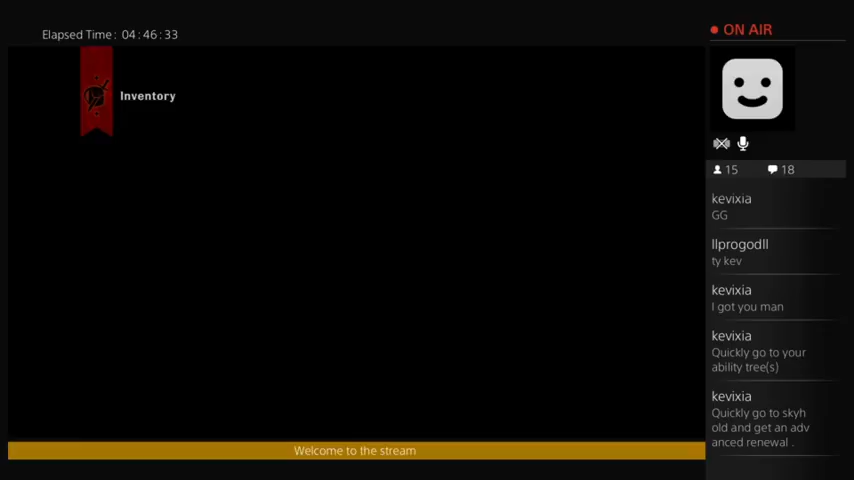 Elapsed Time: 04:46:33
ON AIR
Inventory
15 18
kevixia
GG
llprogodll
ty kev
kevixia
I got you man
kevixia
Quickly go to your
ability tree(s)
kevixia
Quickly go to skyh
old and get an adv
anced renewal .
Welcome to the stream